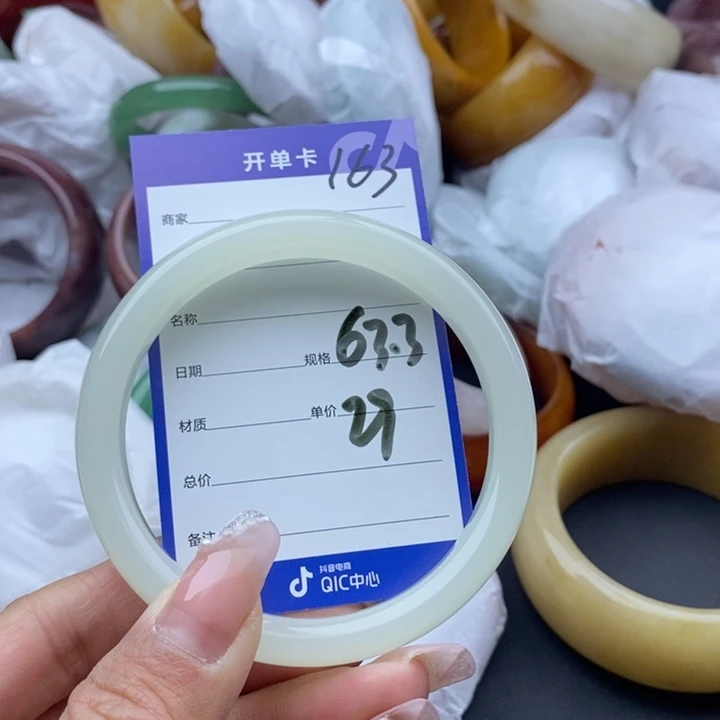 开单卡 163
商家
名称
日期 规格 63.3
材质 单价 29
总价
备注
抖音电商
QIC中心